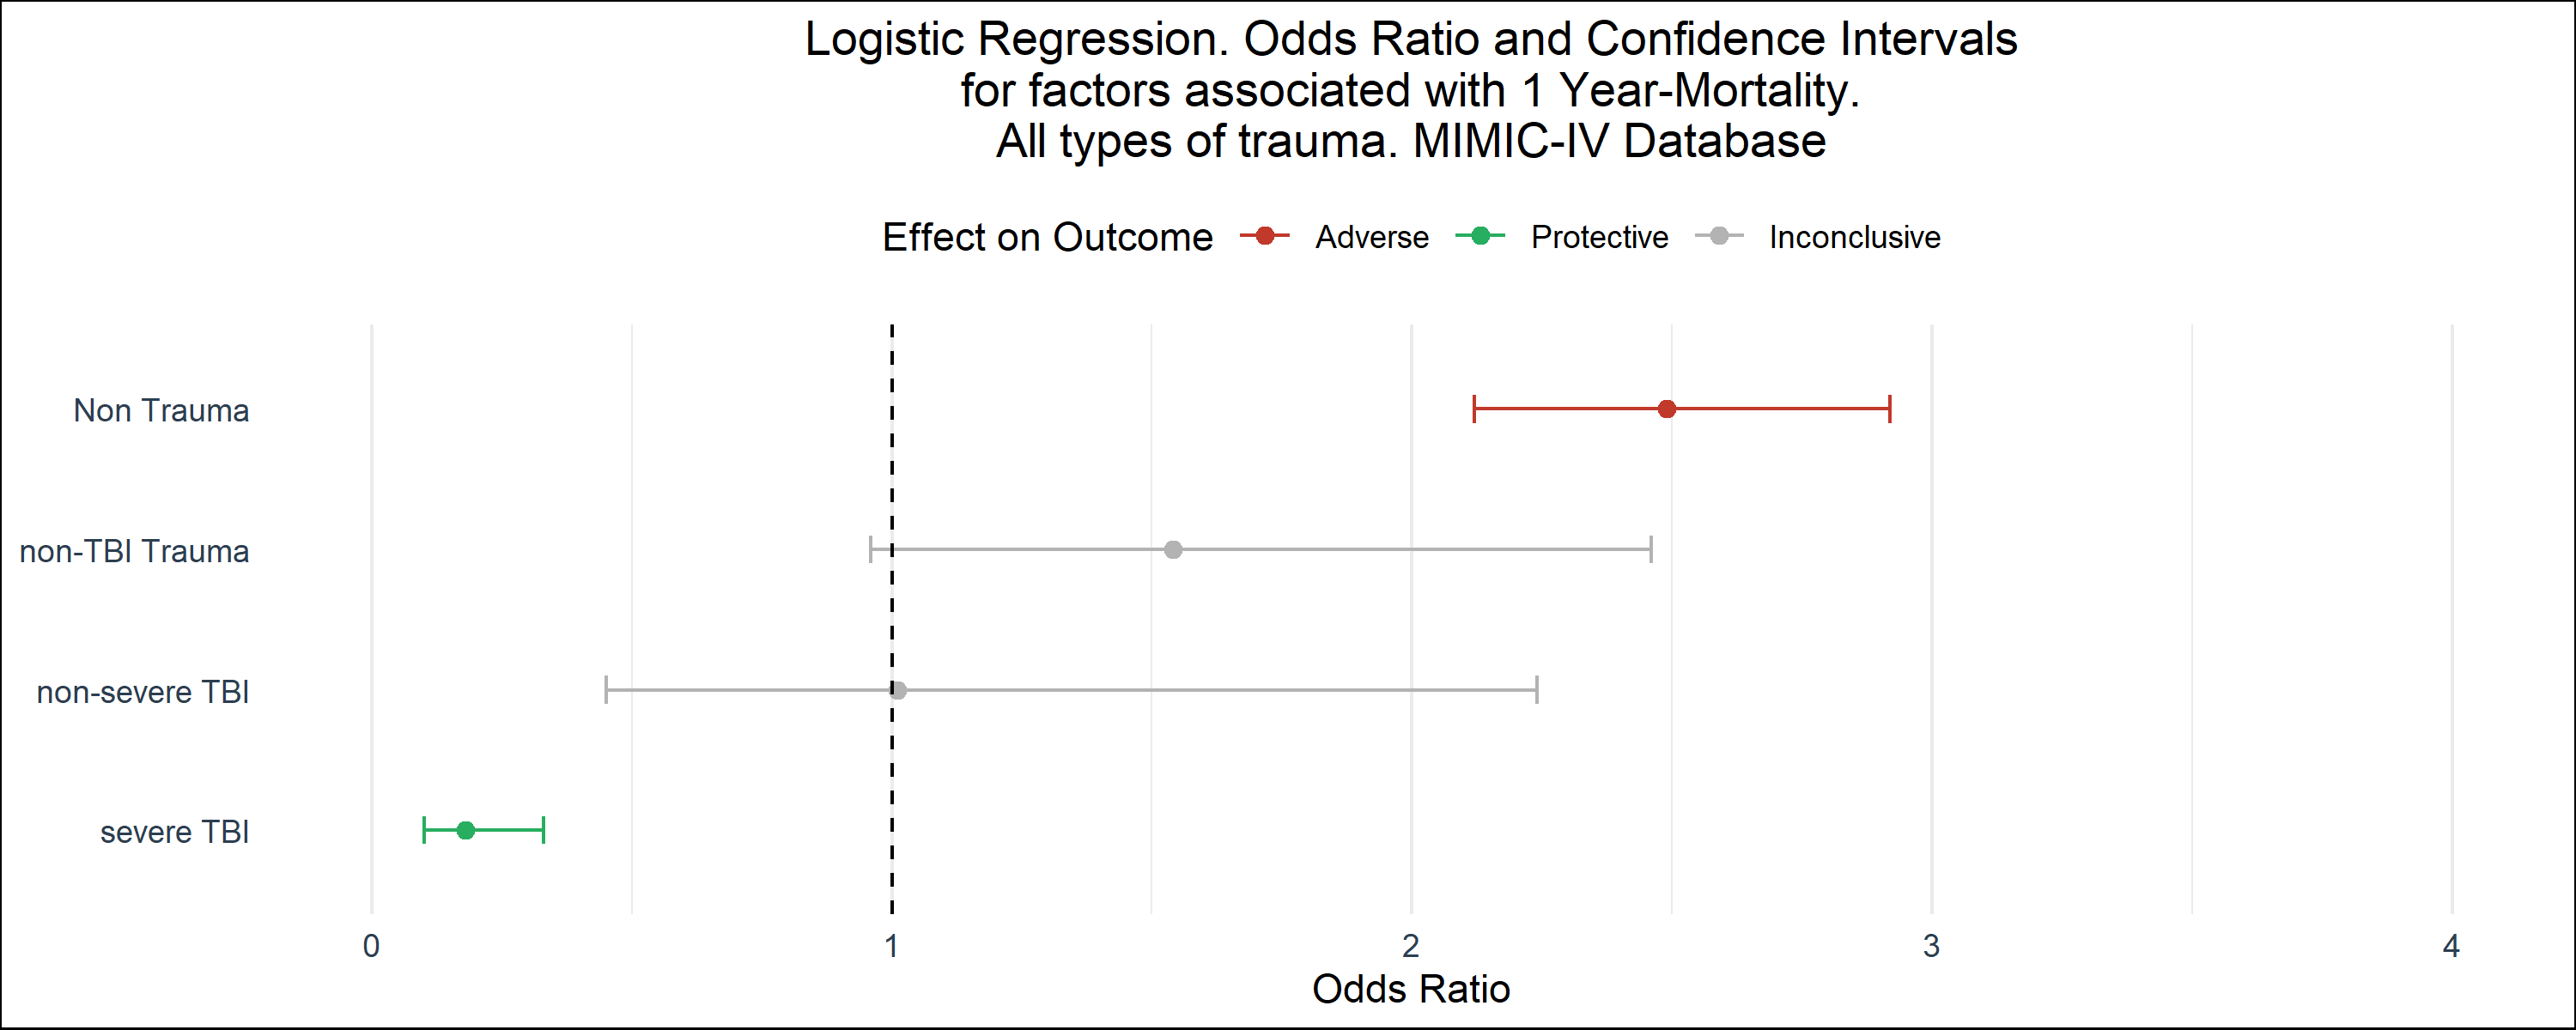 Logistic Regression. Odds Ratio and Confidence Intervals
for factors associated with 1 Year-Mortality.
All types of trauma. MIMIC-IV Database
Effect on Outcome Adverse Protective Inconclusive
Non Trauma
non-TBI Trauma
non-severe TBI
severe TBI
0 1 2 3 4
Odds Ratio